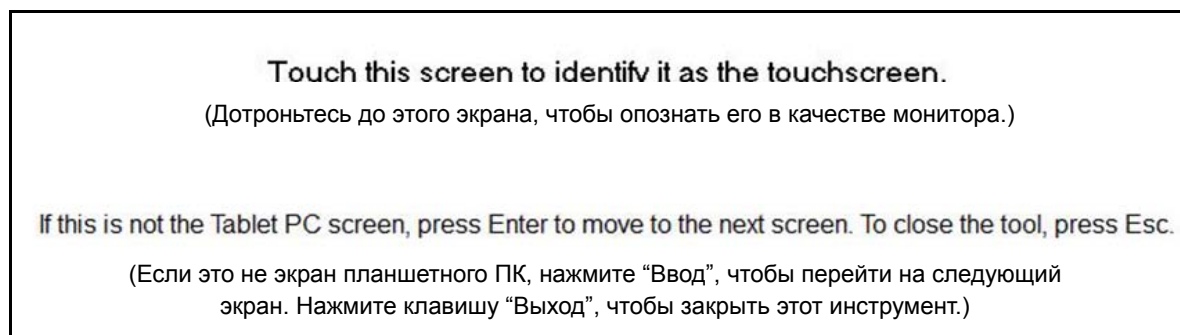 Touch this screen to identify it as the touchscreen.
(Дотроньтесь до этого экрана, чтобы опознать его в качестве монитора.)
If this is not the Tablet PC screen, press Enter to move to the next screen. To close the tool, press Esc.
(Если это не экран планшетного ПК, нажмите “Ввод”, чтобы перейти на следующий
экран. Нажмите клавишу “Выход”, чтобы закрыть этот инструмент.)